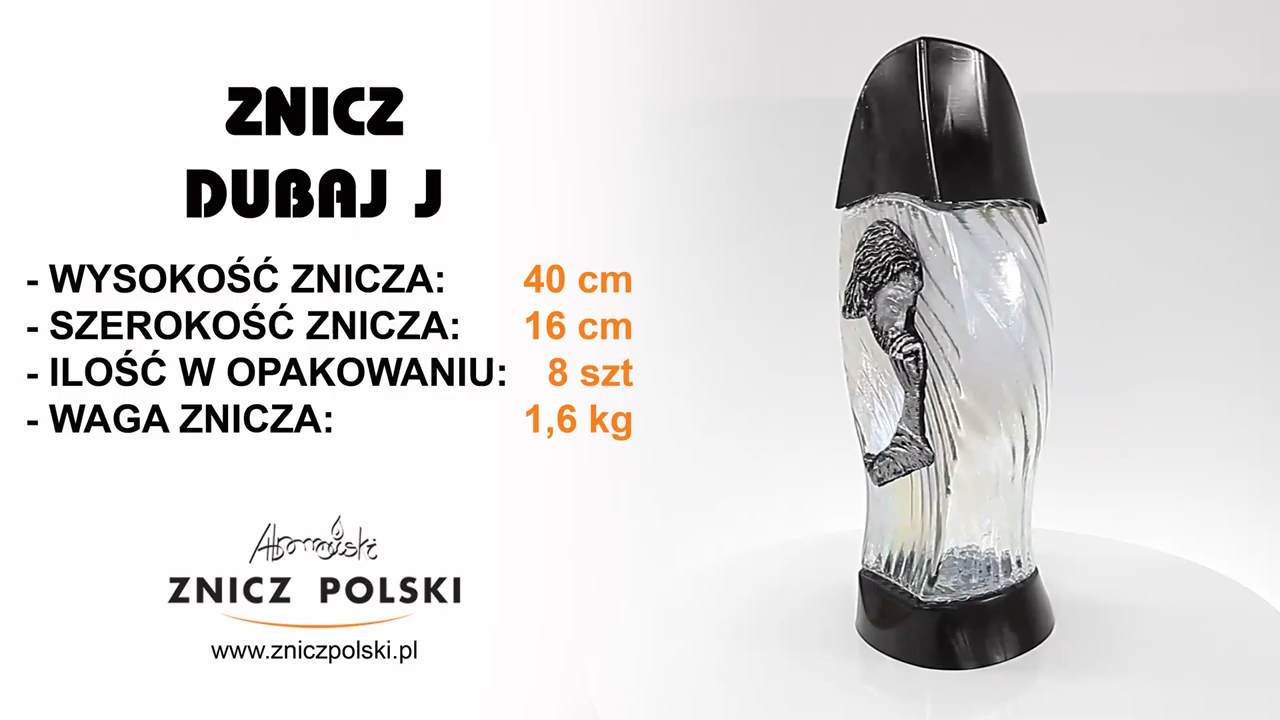 ZNICZ
DUBAJ J
- WYSOKOŚĆ ZNICZA: 40 cm
- SZEROKOŚĆ ZNICZA: 16 cm
- ILOŚĆ W OPAKOWANIU: 8 szt
- WAGA ZNICZA: 1,6 kg
ZNICZ POLSKI
www.zniczpolski.pl